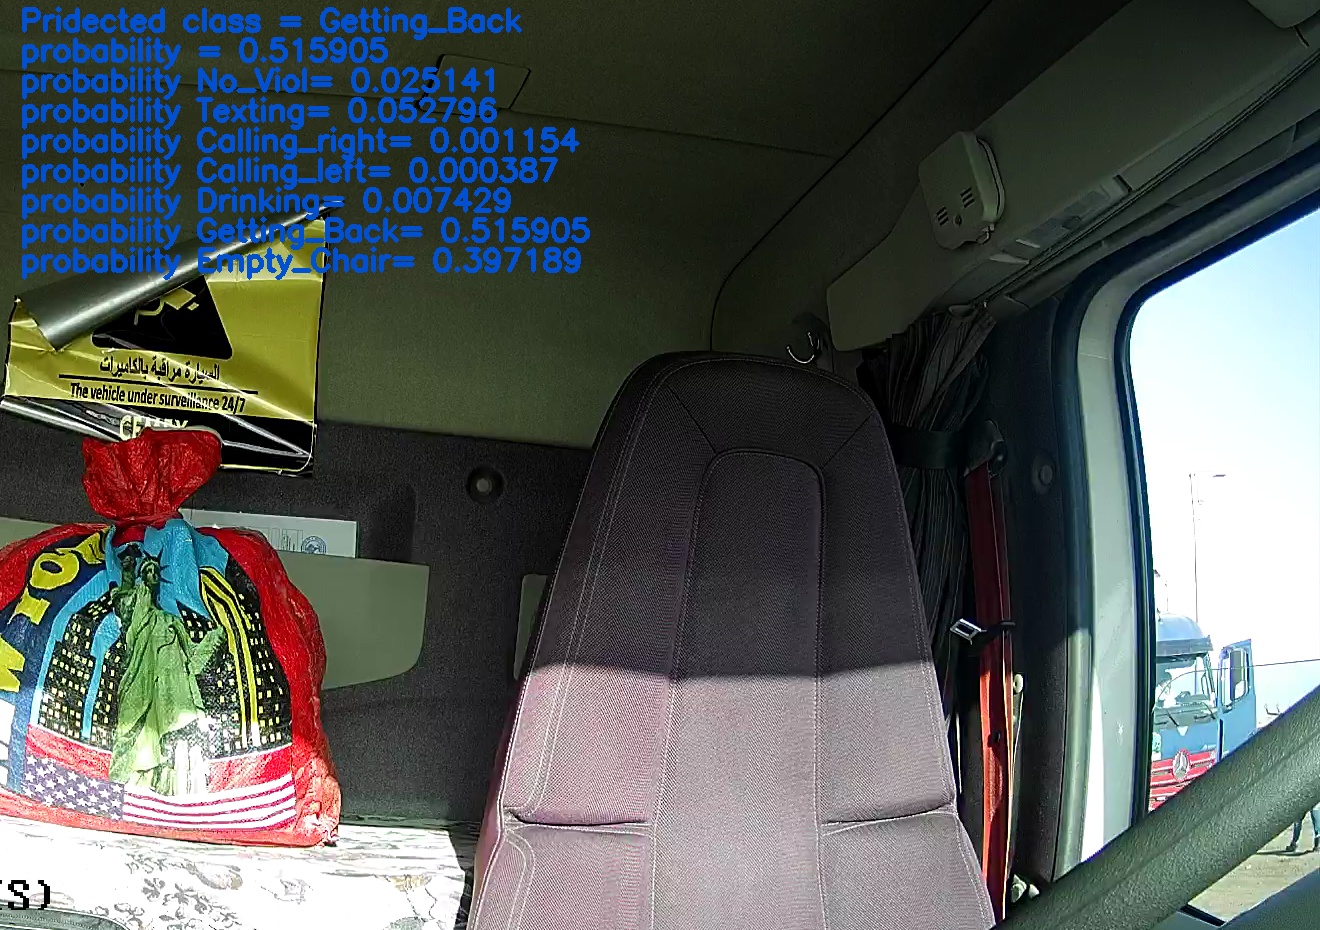 Pridected class = Getting_Back
probability = 0.515905
probability No_Viol= 0.025141
probability Texting= 0.052796
probability Calling_right= 0.001154
probability Calling_left= 0.000387
probability Drinking= 0.007429
probability Getting_Back= 0.515905
probability Empty_Chair= 0.397189
السيارة مراقبة بالكاميرات
The vehicle under surveillance 24/7
S)